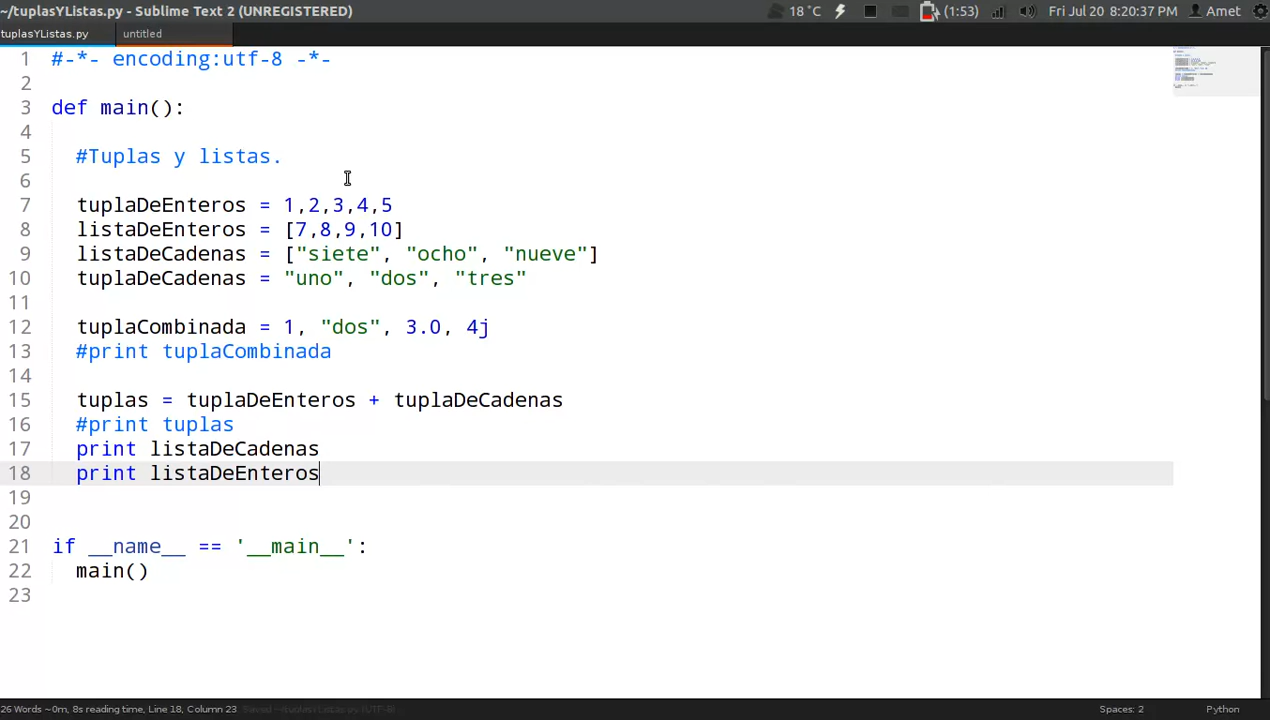 ~/tuplasYListas.py - Sublime Text 2 (UNREGISTERED)
18 °C (1:53) Fri Jul 20 8:20:37 PM Amet
tuplasYListas.py untitled
1 #-*- encoding:utf-8 -*-
2
3 def main():
4
5 #Tuplas y listas.
6
7 tuplaDeEnteros = 1,2,3,4,5
8 listaDeEnteros = [7,8,9,10]
9 listaDeCadenas = ["siete", "ocho", "nueve"]
10 tuplaDeCadenas = "uno", "dos", "tres"
11
12 tuplaCombinada = 1, "dos", 3.0, 4j
13 #print tuplaCombinada
14
15 tuplas = tuplaDeEnteros + tuplaDeCadenas
16 #print tuplas
17 print listaDeCadenas
18 print listaDeEnteros
19
20
21 if __name__ == '__main__':
22 main()
23
26 Words ~0m, 8s reading time, Line 18, Column 23 Saved ~/tuplasYListas.py (UTF-8) Spaces: 2 Python